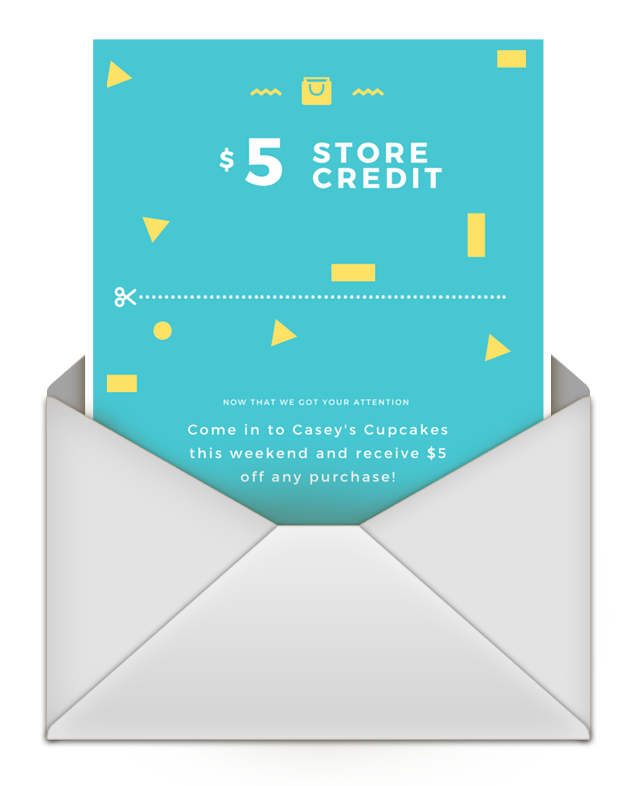 $ 5 STORE
CREDIT
NOW THAT WE GOT YOUR ATTENTION
Come in to Casey's Cupcakes
this weekend and receive $5
off any purchase!